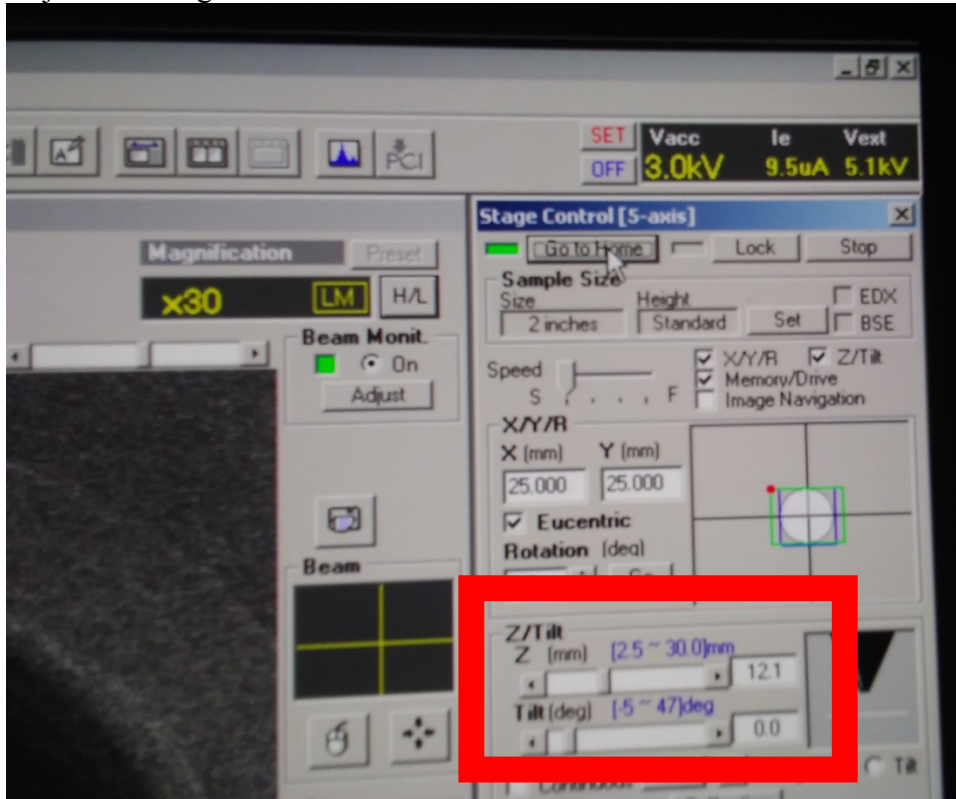 SET Vacc Ie Vext
OFF 3.0kV 9.5uA 5.1kV
PCI
Stage Control [5-axis]
Go to Home Lock Stop
Magnification Preset
x30 LM H/L
Sample Size
Size Height EDX
2 inches Standard Set BSE
Beam Monit.
On
Adjust
Speed X/Y/R Z/Tilt
S F Memory/Drive
Image Navigation
X/Y/R
X (mm) Y (mm)
25.000 25.000
Eucentric
Rotation (deg)
Beam
Z/Tilt
Z (mm) [2.5 ~ 30.0]mm
12.1
Tilt (deg) [-5 ~ 47]deg
0.0
Tilt